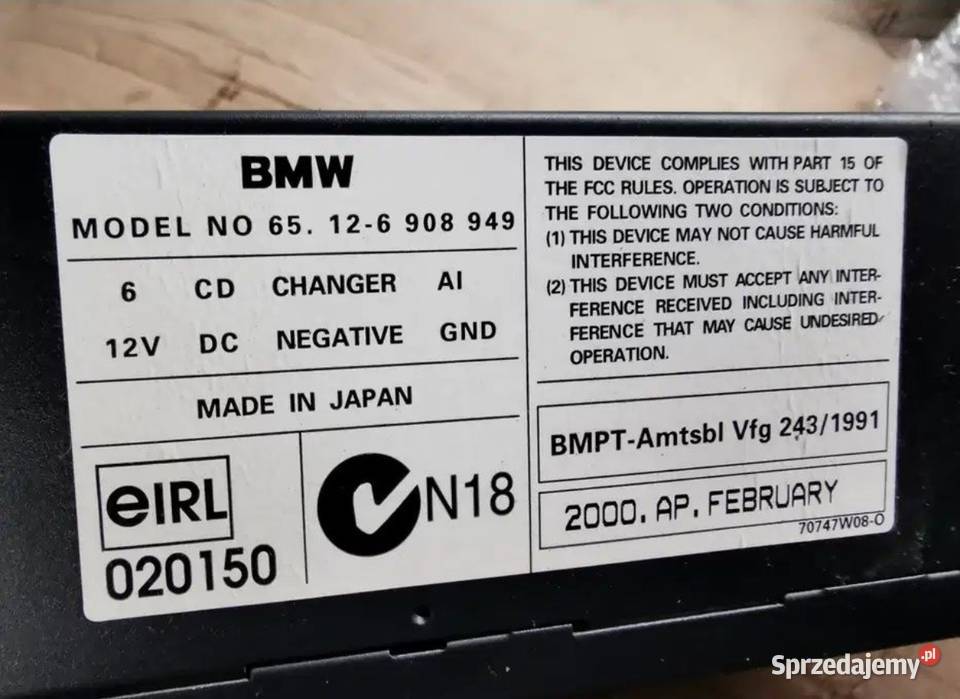 BMW
MODEL NO 65. 12-6 908 949
6 CD CHANGER AI
12V DC NEGATIVE GND
MADE IN JAPAN
eIRL
020150
N18
THIS DEVICE COMPLIES WITH PART 15 OF
THE FCC RULES. OPERATION IS SUBJECT TO
THE FOLLOWING TWO CONDITIONS:
(1) THIS DEVICE MAY NOT CAUSE HARMFUL
INTERFERENCE.
(2) THIS DEVICE MUST ACCEPT ANY INTER-
FERENCE RECEIVED INCLUDING INTER-
FERENCE THAT MAY CAUSE UNDESIRED
OPERATION.
BMPT-Amtsbl Vfg 243/1991
2000. AP. FEBRUARY
70747W08-O
Sprzedajemy.pl